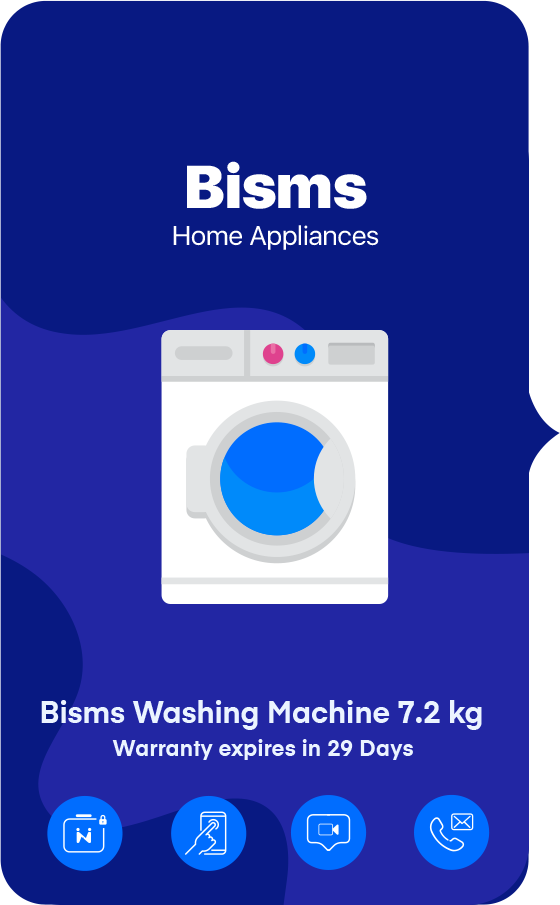 Bisms
Home Appliances
Bisms Washing Machine 7.2 kg
Warranty expires in 29 Days